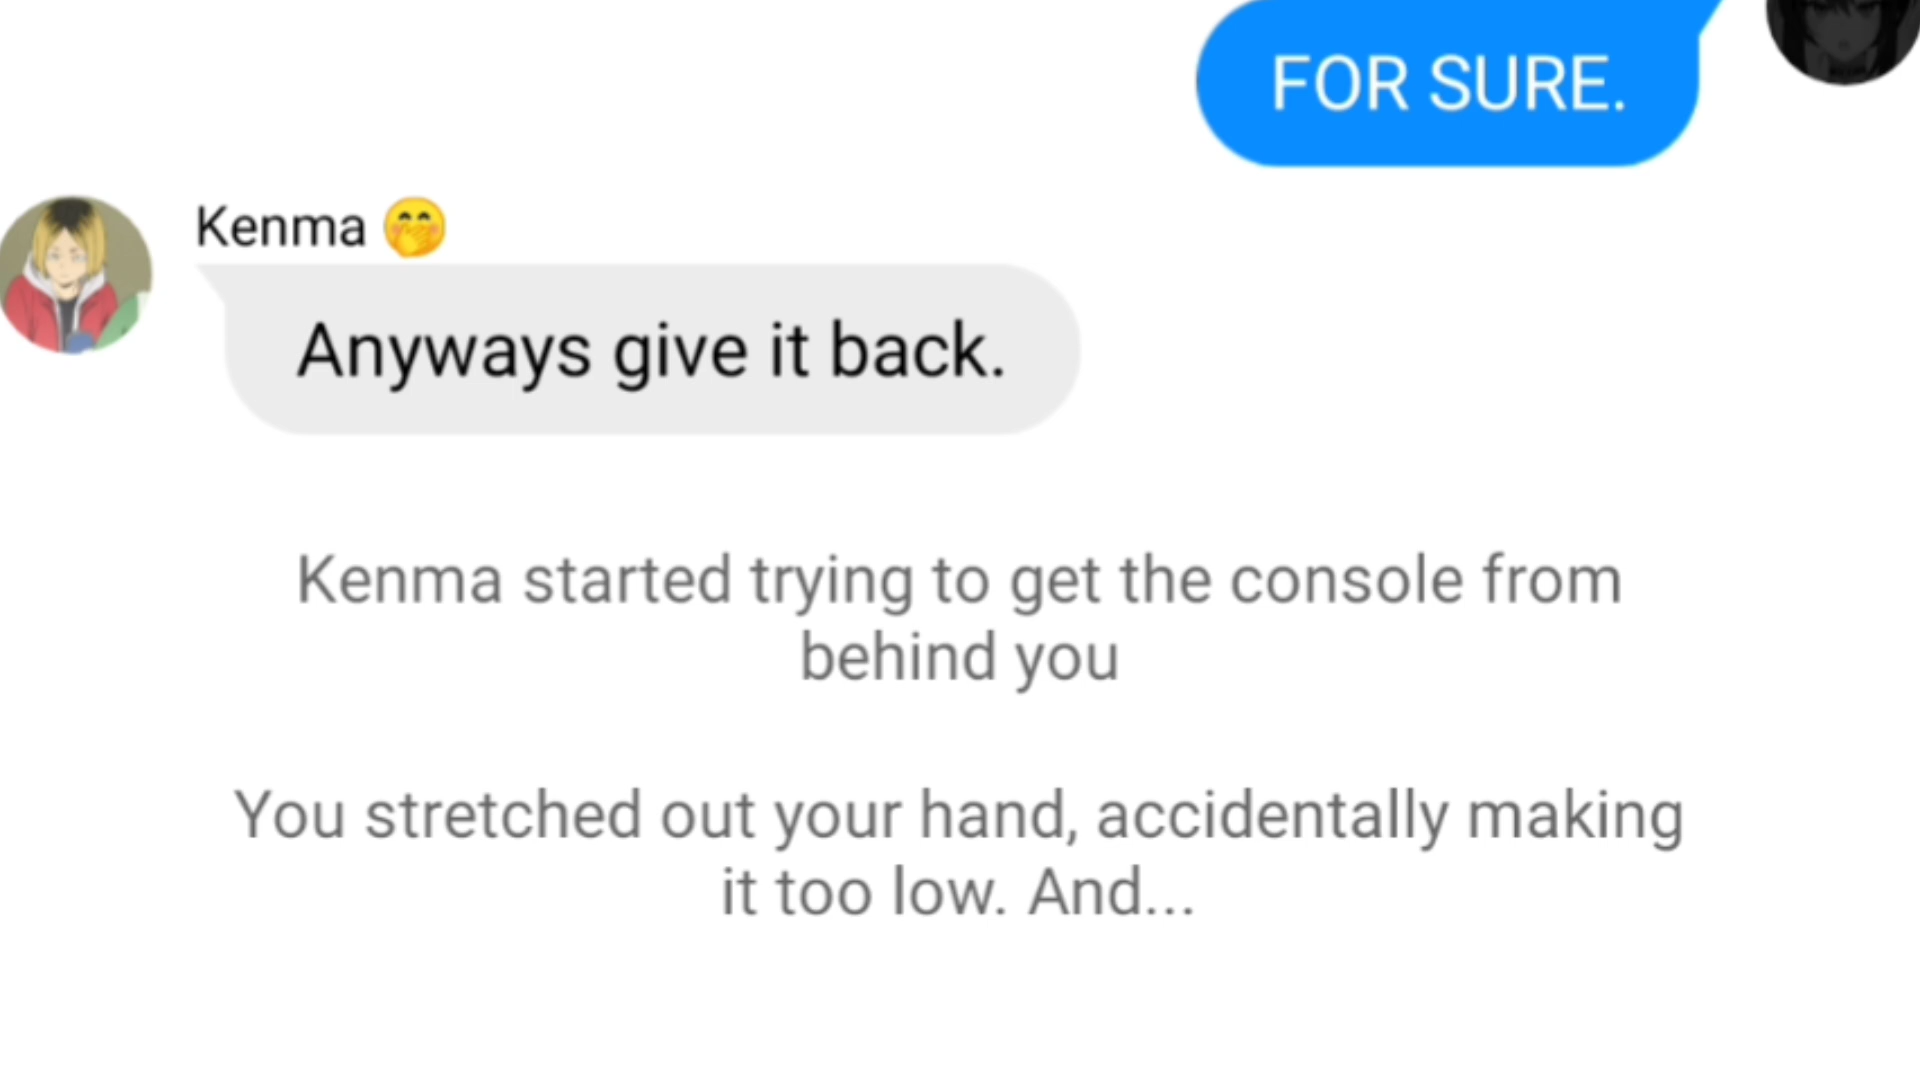 FOR SURE.
Kenma 🤭
Anyways give it back.
Kenma started trying to get the console from
behind you
You stretched out your hand, accidentally making
it too low. And...